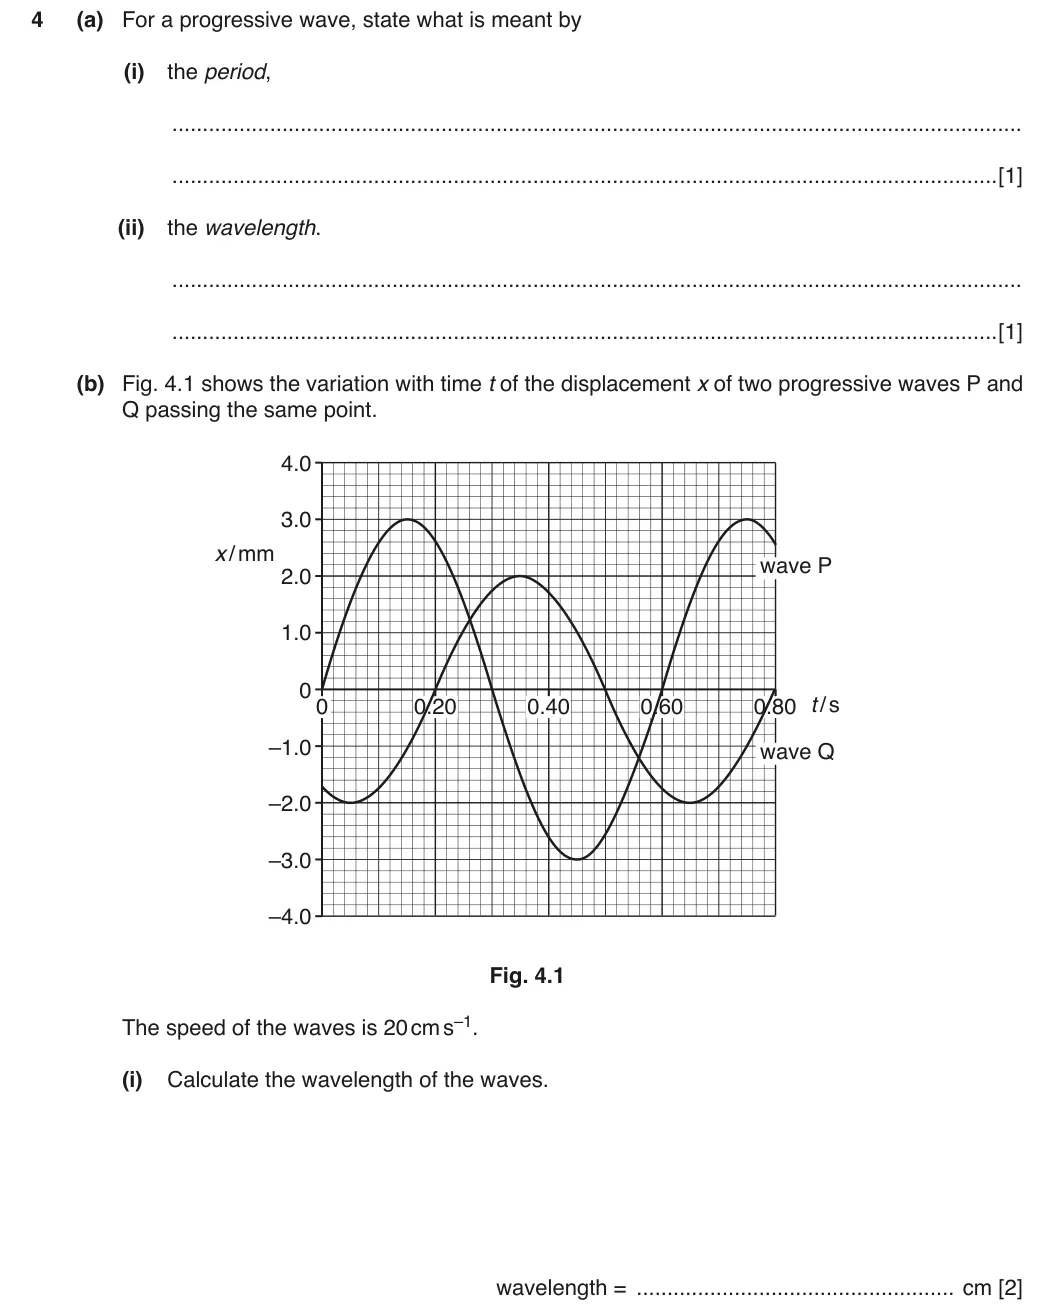 4 (a) For a progressive wave, state what is meant by
(i) the period,
..........................................................................................................................................
......................................................................................................................................[1]
(ii) the wavelength.
..........................................................................................................................................
......................................................................................................................................[1]
(b) Fig. 4.1 shows the variation with time t of the displacement x of two progressive waves P and
Q passing the same point.
4.0
3.0
x/mm
wave P
2.0
1.0
0
0 0.20 0.40 0.60 0.80 t/s
–1.0
wave Q
–2.0
–3.0
–4.0
Fig. 4.1
The speed of the waves is 20 cm s⁻¹.
(i) Calculate the wavelength of the waves.
wavelength = .................................................... cm [2]